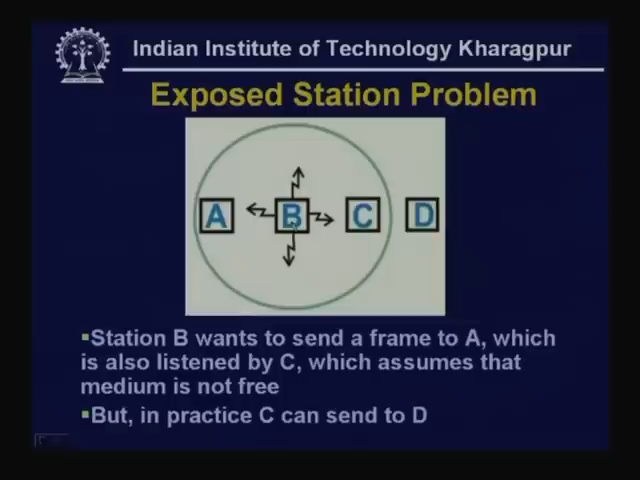 Indian Institute of Technology Kharagpur
Exposed Station Problem
A B C D
▪Station B wants to send a frame to A, which
is also listened by C, which assumes that
medium is not free
▪But, in practice C can send to D